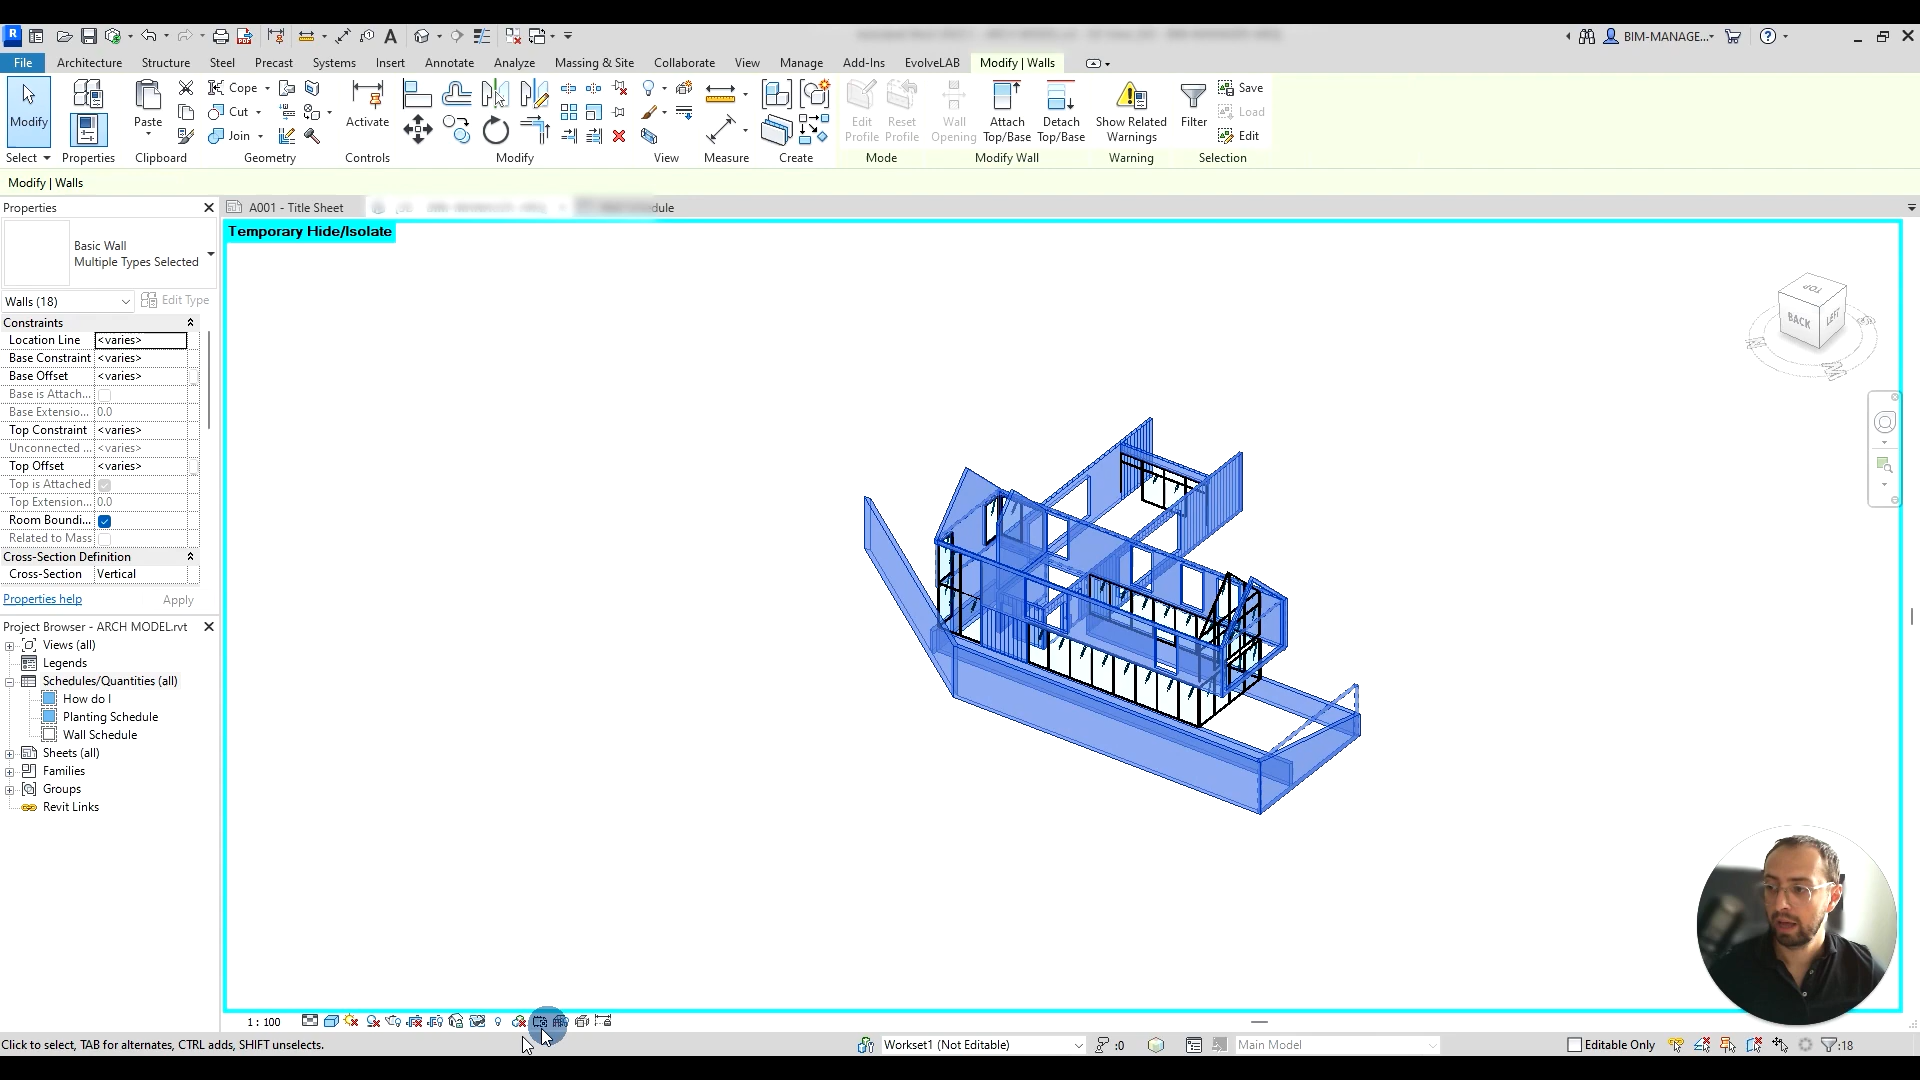 BIM-MANAGE...
File Architecture Structure Steel Precast Systems Insert Annotate Analyze Massing & Site Collaborate View Manage Add-Ins EvolveLAB Modify | Walls
Modify
Select
Properties
Paste
Clipboard
Cope
Cut
Join
Geometry
Activate
Controls
Modify
View
Measure
Create
Edit Profile
Reset Profile
Mode
Wall Opening
Attach Top/Base
Detach Top/Base
Modify Wall
Show Related Warnings
Warning
Filter
Save
Load
Edit
Selection
Modify | Walls
Properties
A001 - Title Sheet
Temporary Hide/Isolate
Basic Wall
Multiple Types Selected
Walls (18) Edit Type
Constraints
Location Line <varies>
Base Constraint <varies>
Base Offset <varies>
Base is Attach...
Base Extensio... 0.0
Top Constraint <varies>
Unconnected ... <varies>
Top Offset <varies>
Top is Attached
Top Extension... 0.0
Room Boundi...
Related to Mass
Cross-Section Definition
Cross-Section Vertical
Properties help Apply
Project Browser - ARCH MODEL.rvt
Views (all)
Legends
Schedules/Quantities (all)
How do I
Planting Schedule
Wall Schedule
Sheets (all)
Families
Groups
Revit Links
TOP
BACK
LEFT
1 : 100
Click to select, TAB for alternates, CTRL adds, SHIFT unselects.
Workset1 (Not Editable)
:0
Main Model
Editable Only
:18